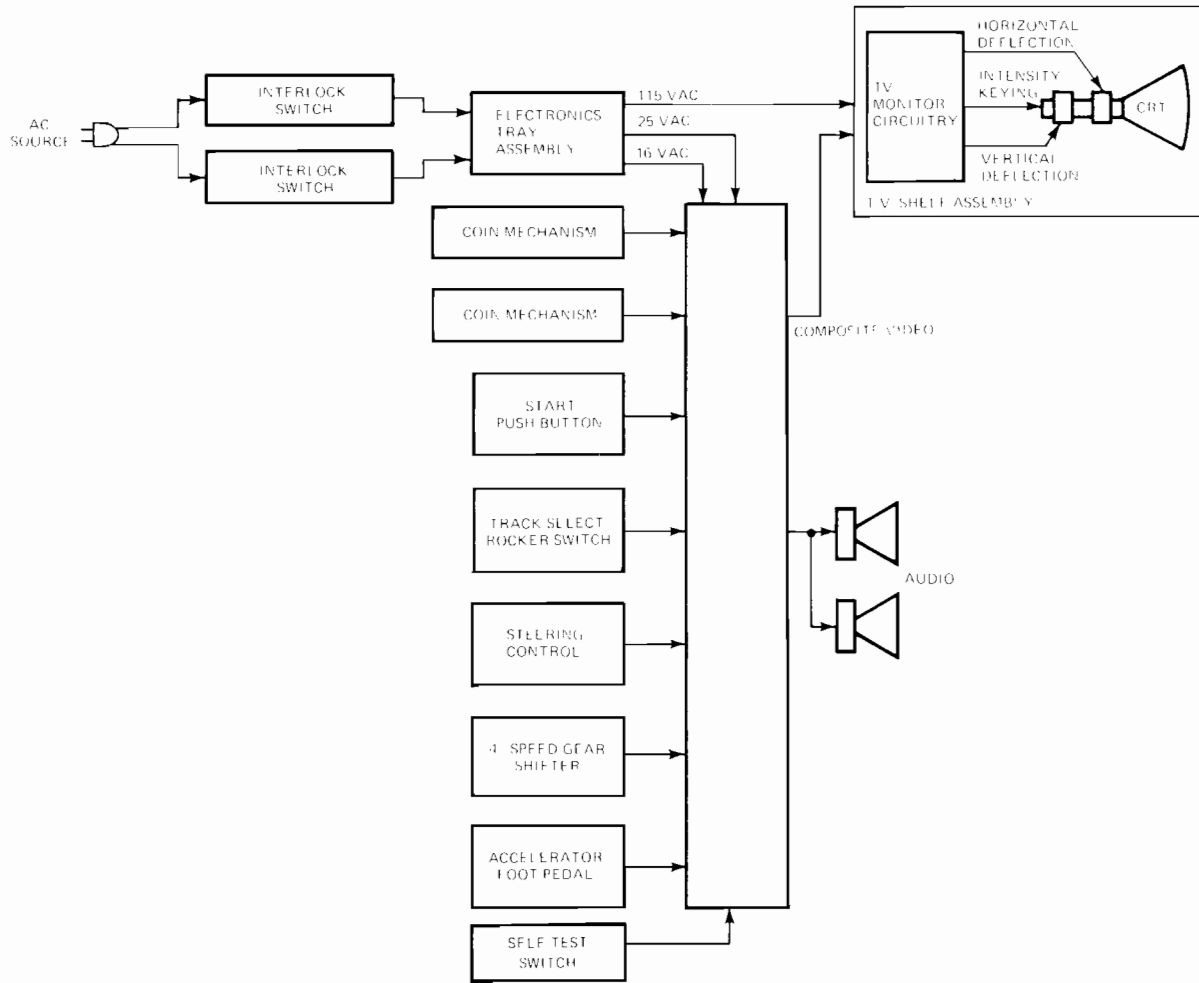 HORIZONTAL
DEFLECTION
INTENSITY
KEYING
TV
MONITOR
CIRCUITRY
CRT
VERTICAL
DEFLECTION
T.V. SHELF ASSEMBLY
AC
SOURCE
INTERLOCK
SWITCH
INTERLOCK
SWITCH
ELECTRONICS
TRAY
ASSEMBLY
115 VAC
25 VAC
16 VAC
COIN MECHANISM
COIN MECHANISM
COMPOSITE VIDEO
START
PUSH BUTTON
TRACK SELECT
ROCKER SWITCH
AUDIO
STEERING
CONTROL
4-SPEED GEAR
SHIFTER
ACCELERATOR
FOOT PEDAL
SELF TEST
SWITCH